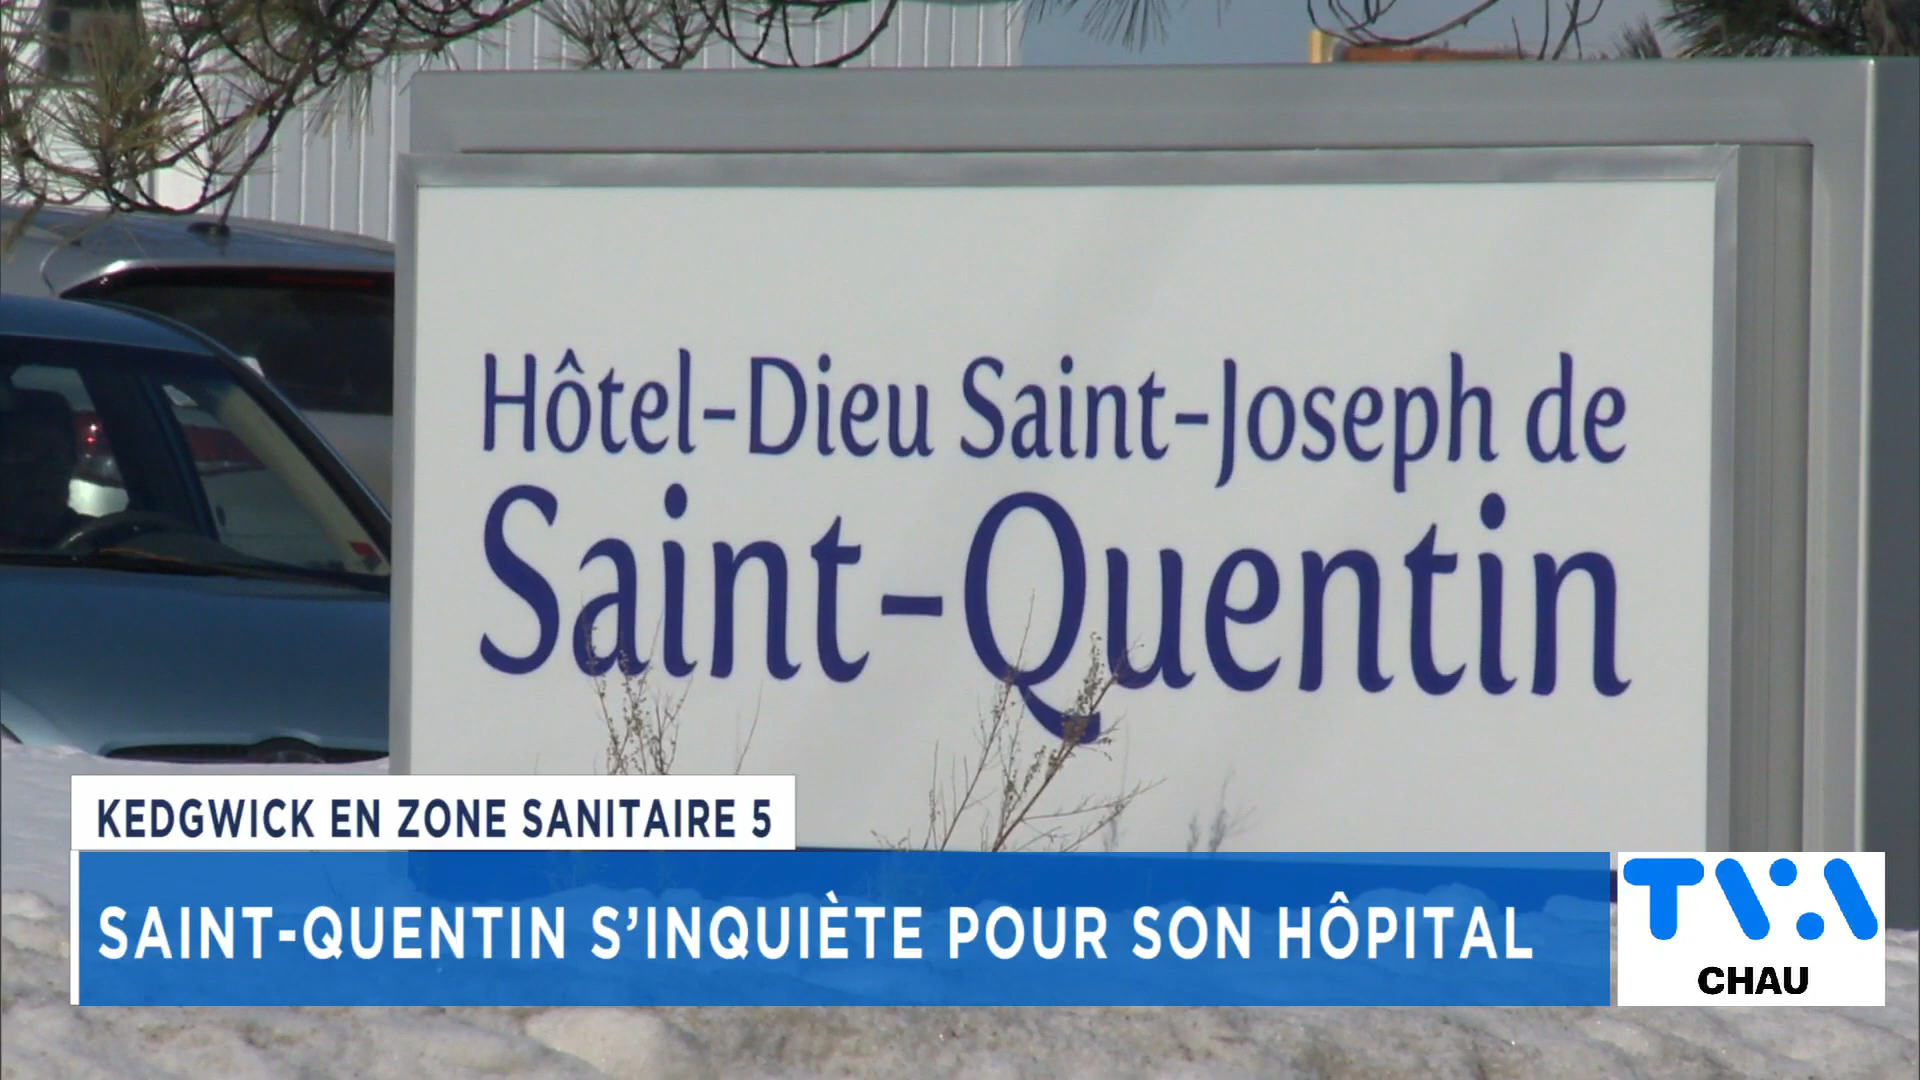 Hôtel-Dieu Saint-Joseph de
Saint-Quentin
KEDGWICK EN ZONE SANITAIRE 5
SAINT-QUENTIN S’INQUIÈTE POUR SON HÔPITAL
TVA
CHAU